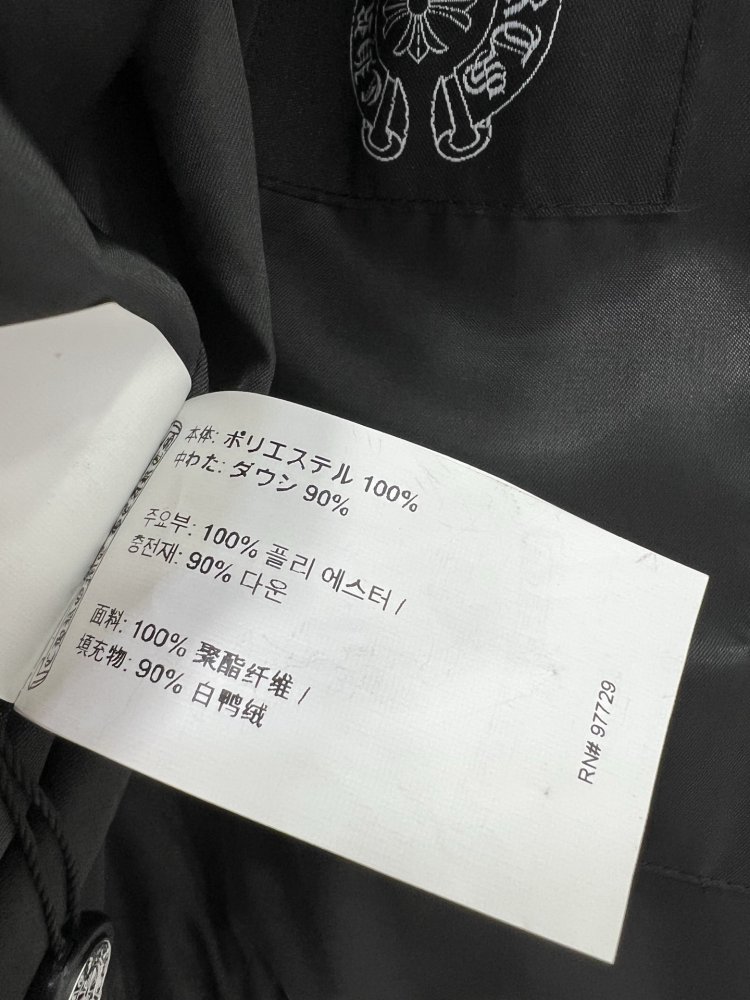 RTS
本体: ポリエステル 100%
中わた: ダウン 90%
주요부: 100% 플리 에스터 /
충전재: 90% 다운
面料: 100% 聚酯纤维 /
填充物: 90% 白鸭绒
RN# 97729